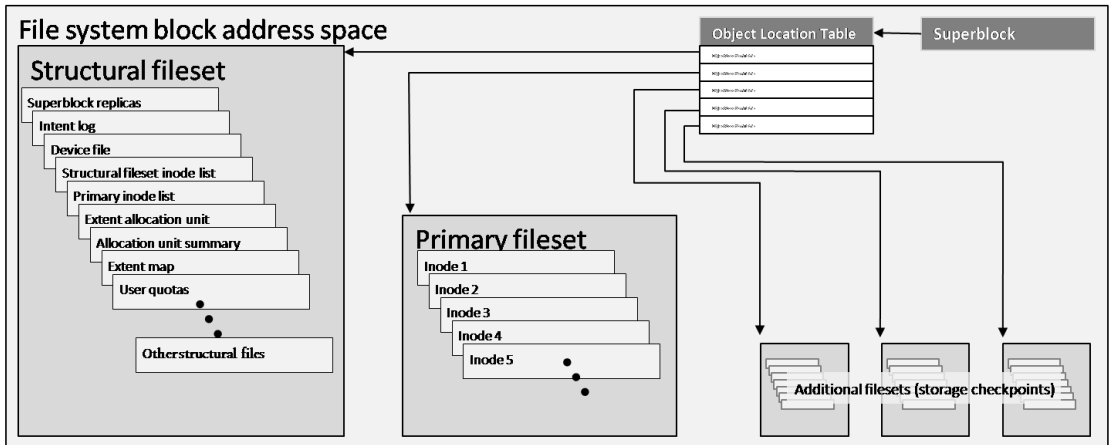 File system block address space
Object Location Table
Superblock
Structural fileset
Superblock replicas
Intent log
Device file
Structural fileset inode list
Primary inode list
Extent allocation unit
Allocation unit summary
Extent map
User quotas
Other structural files
Primary fileset
Inode 1
Inode 2
Inode 3
Inode 4
Inode 5
Additional filesets (storage checkpoints)